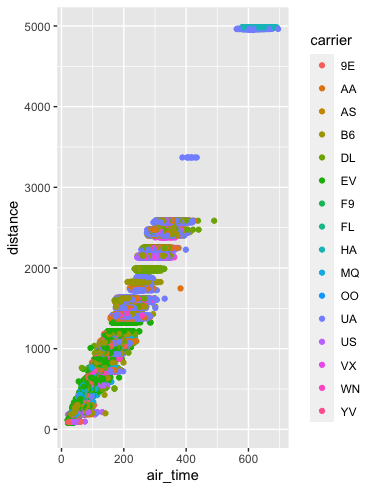 5000
4000
3000
2000
1000
0
distance
0
200
400
600
air_time
carrier
9E
AA
AS
B6
DL
EV
F9
FL
HA
MQ
OO
UA
US
VX
WN
YV